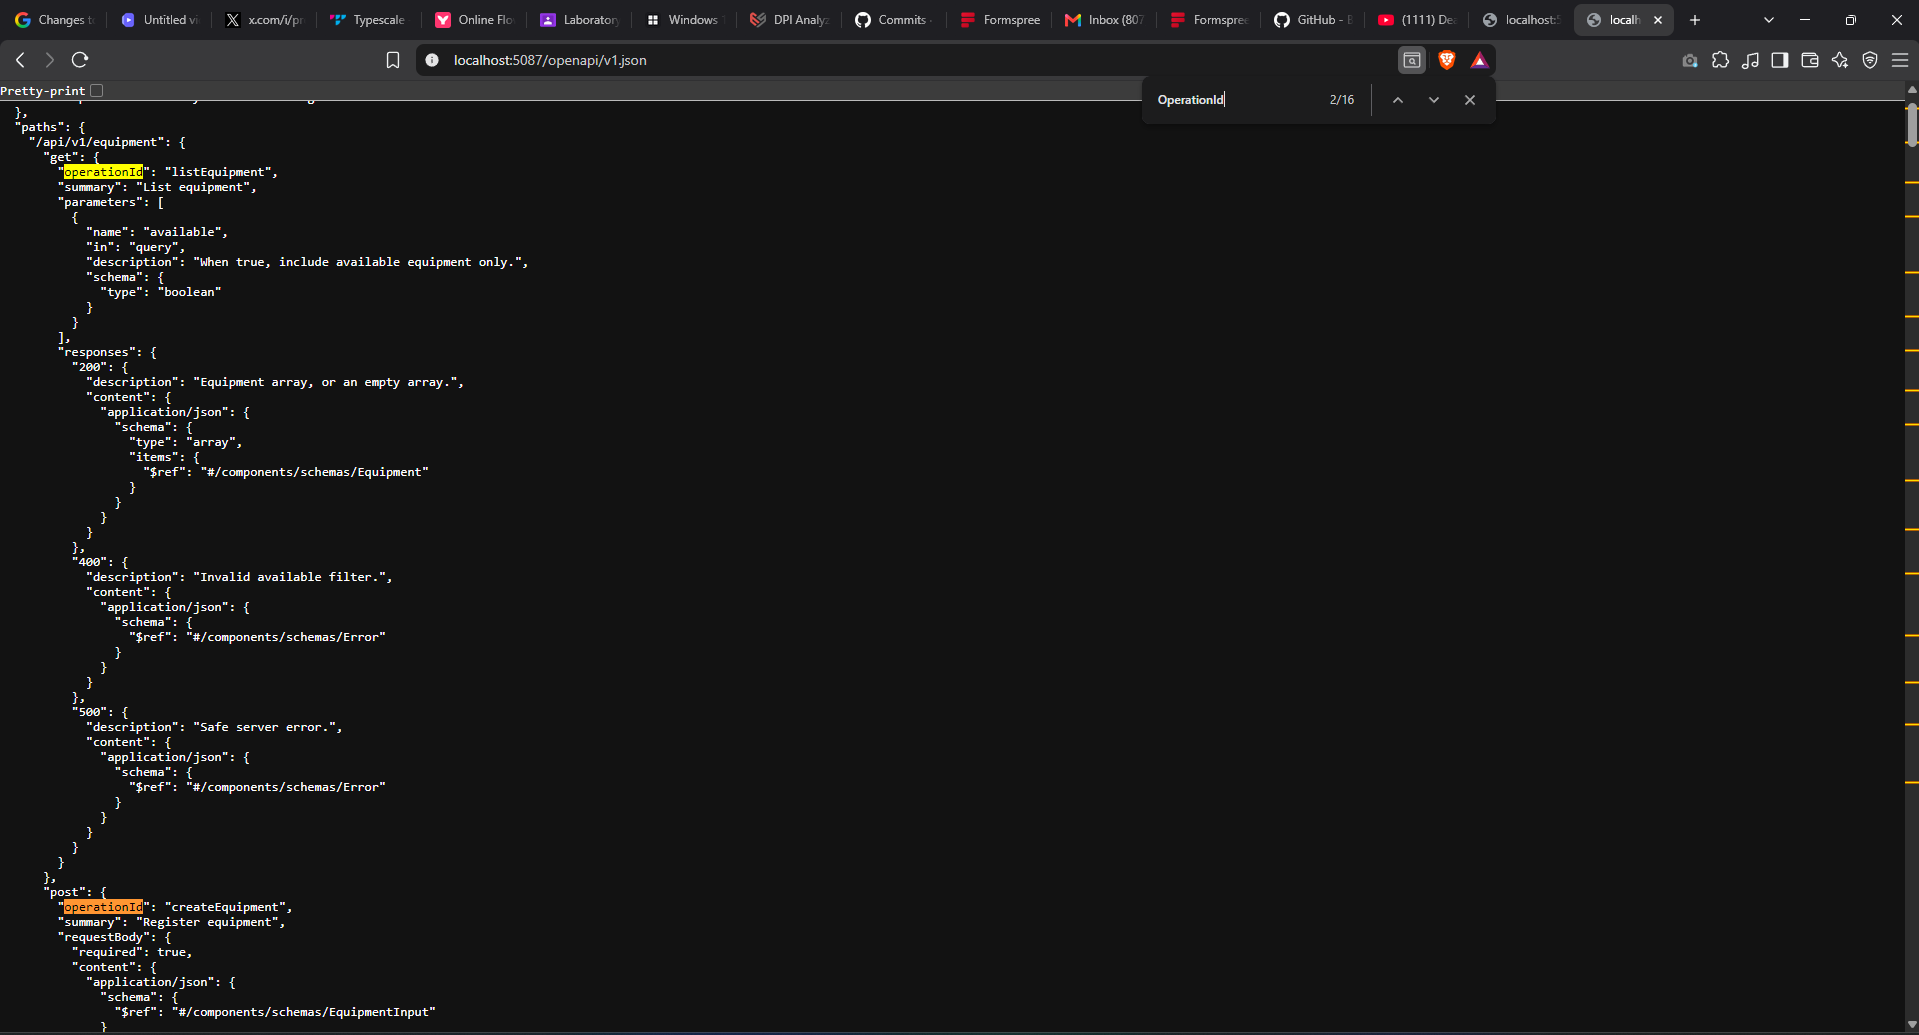 Changes t
Untitled vi
x.com/i/pr
Typescale
Online Flo
Laboratory
Windows 1
DPI Analyz
Commits ·
Formspree
Inbox (807
Formspree
GitHub - B
(1111) De
localhost:5
localh
localhost:5087/openapi/v1.json
OperationId
2/16
Pretty-print
},
"paths": {
"/api/v1/equipment": {
"get": {
"operationId": "listEquipment",
"summary": "List equipment",
"parameters": [
{
"name": "available",
"in": "query",
"description": "When true, include available equipment only.",
"schema": {
"type": "boolean"
}
}
],
"responses": {
"200": {
"description": "Equipment array, or an empty array.",
"content": {
"application/json": {
"schema": {
"type": "array",
"items": {
"$ref": "#/components/schemas/Equipment"
}
}
}
}
},
"400": {
"description": "Invalid available filter.",
"content": {
"application/json": {
"schema": {
"$ref": "#/components/schemas/Error"
}
}
}
},
"500": {
"description": "Safe server error.",
"content": {
"application/json": {
"schema": {
"$ref": "#/components/schemas/Error"
}
}
}
}
}
},
"post": {
"operationId": "createEquipment",
"summary": "Register equipment",
"requestBody": {
"required": true,
"content": {
"application/json": {
"schema": {
"$ref": "#/components/schemas/EquipmentInput"
}